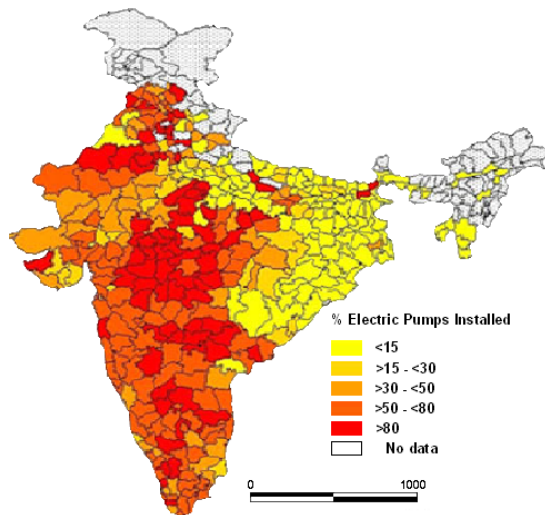 % Electric Pumps Installed
<15
>15 - <30
>30 - <50
>50 - <80
>80
No data
0 1000